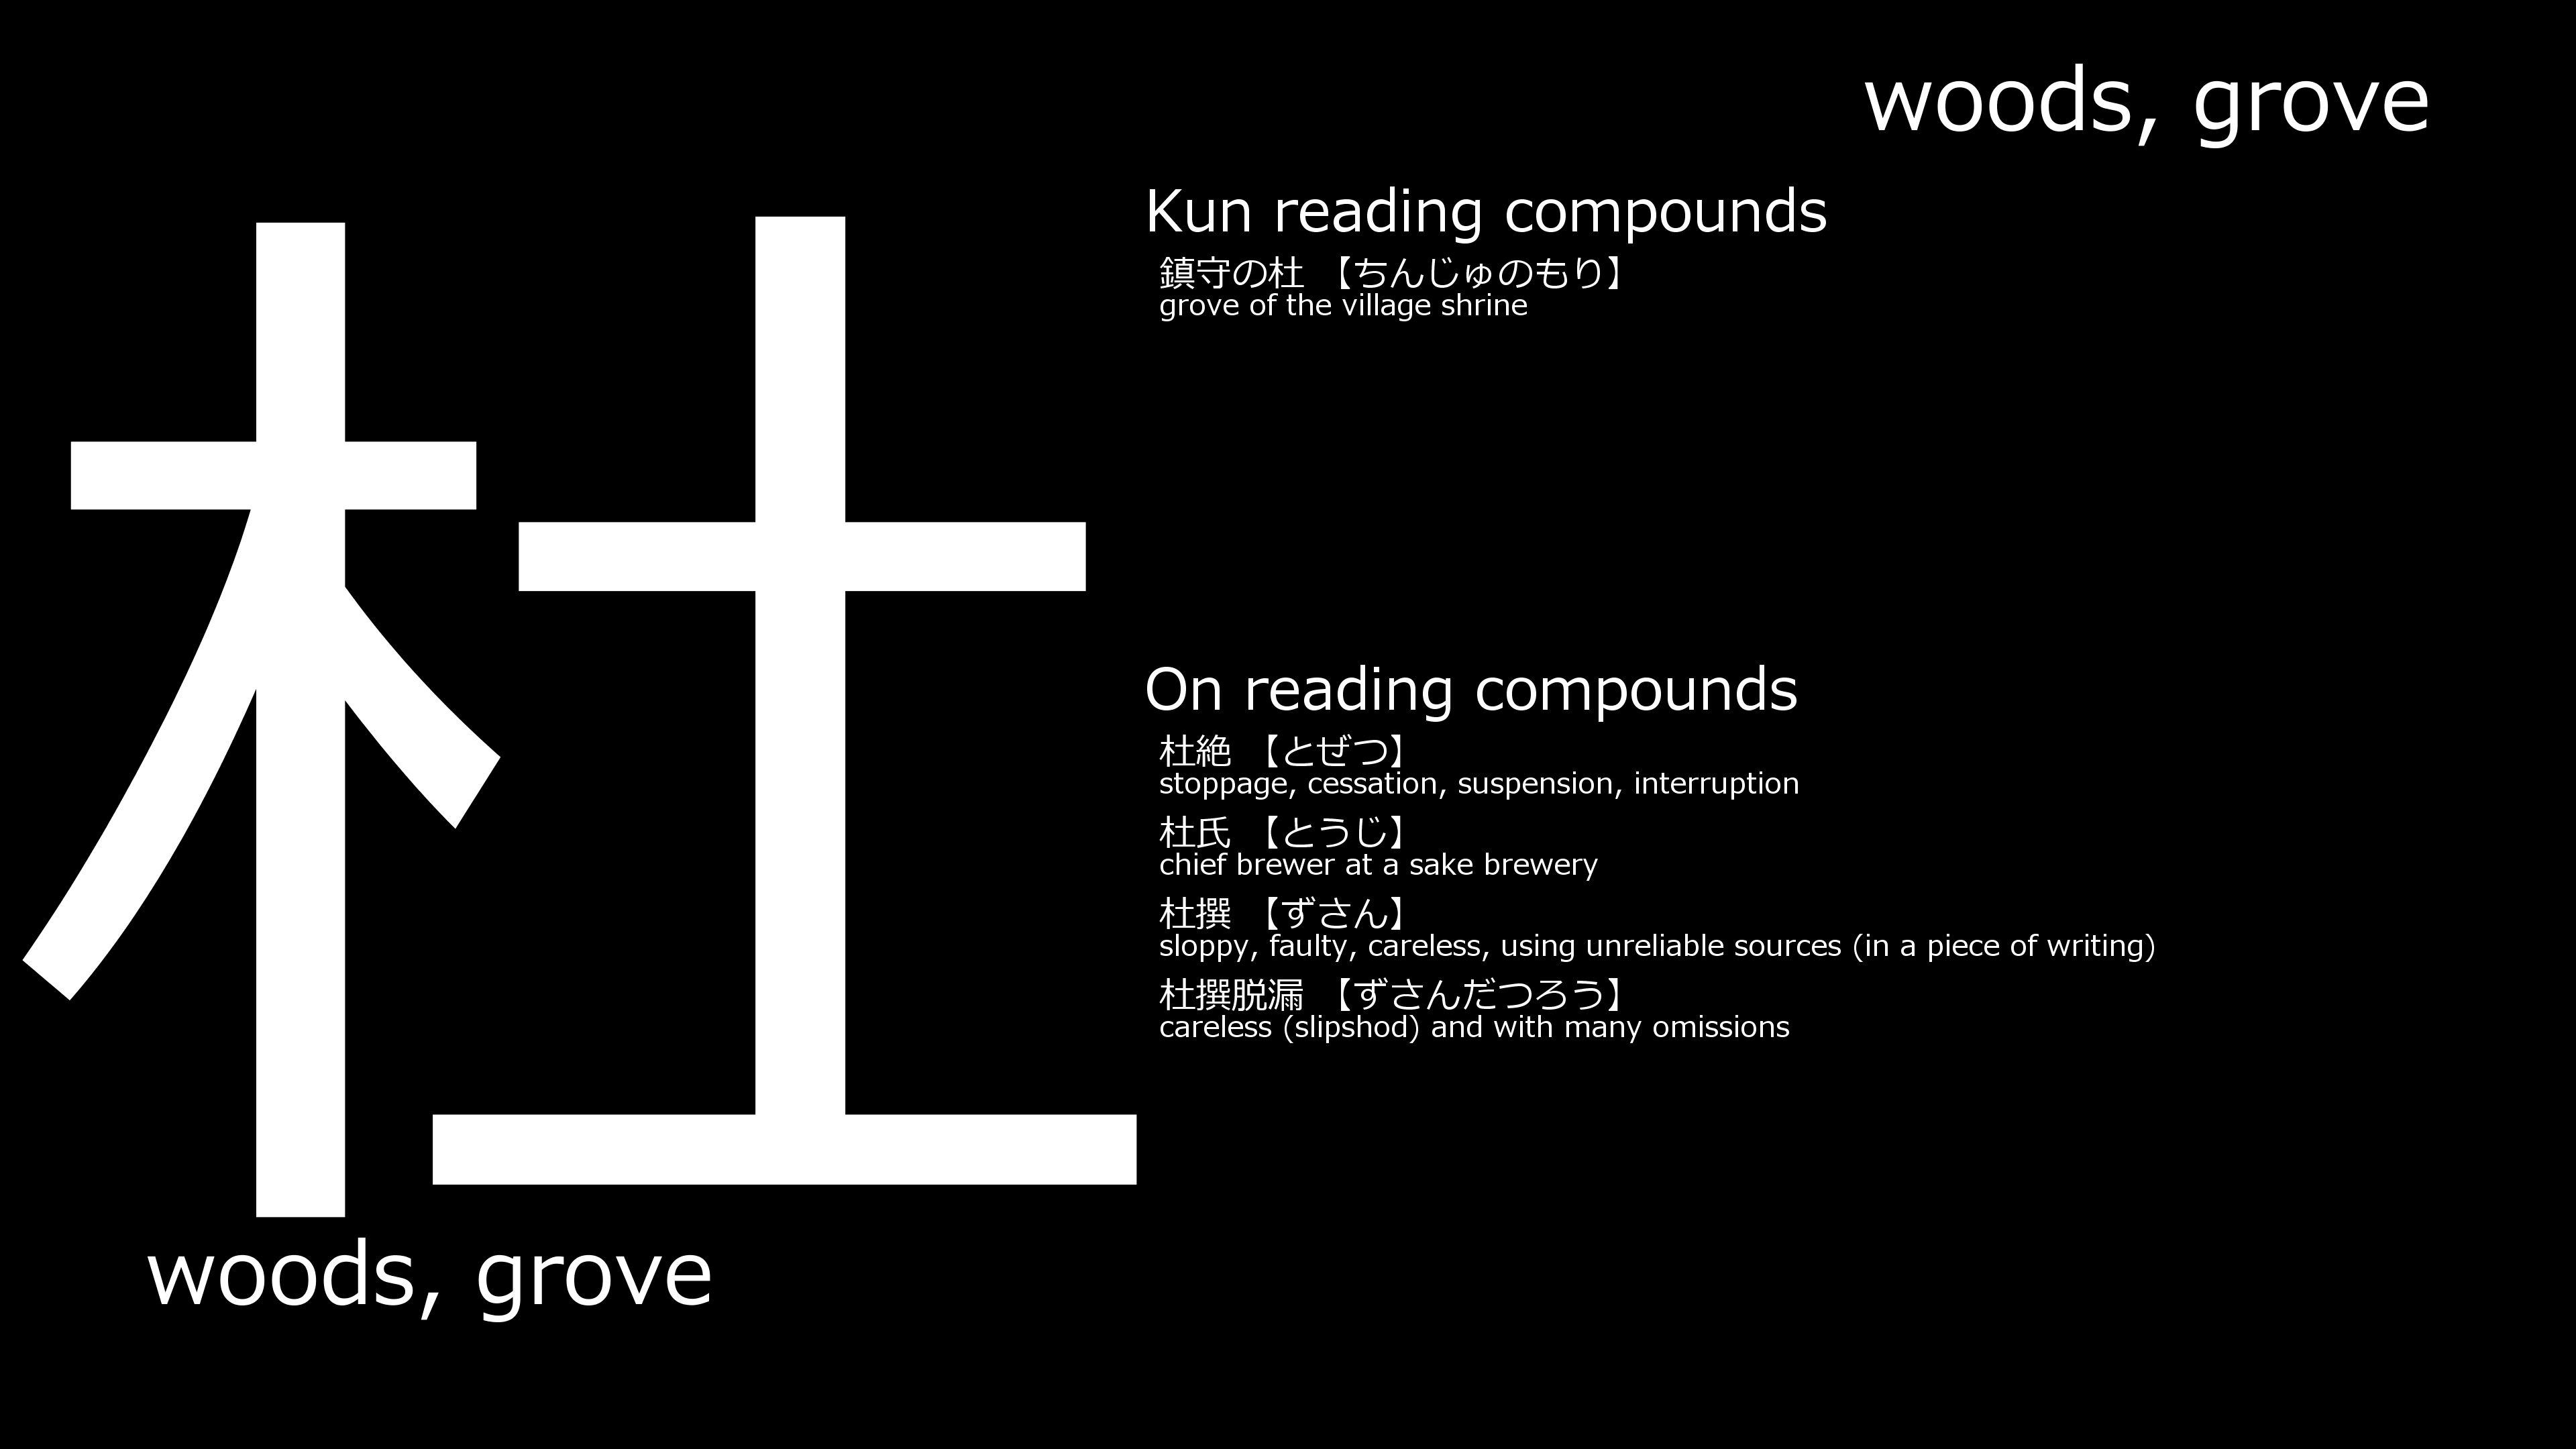 woods, grove
杜
woods, grove
Kun reading compounds
鎮守の杜 【ちんじゅのもり】
grove of the village shrine
On reading compounds
杜絶 【とぜつ】
stoppage, cessation, suspension, interruption
杜氏 【とうじ】
chief brewer at a sake brewery
杜撰 【ずさん】
sloppy, faulty, careless, using unreliable sources (in a piece of writing)
杜撰脱漏 【ずさんだつろう】
careless (slipshod) and with many omissions